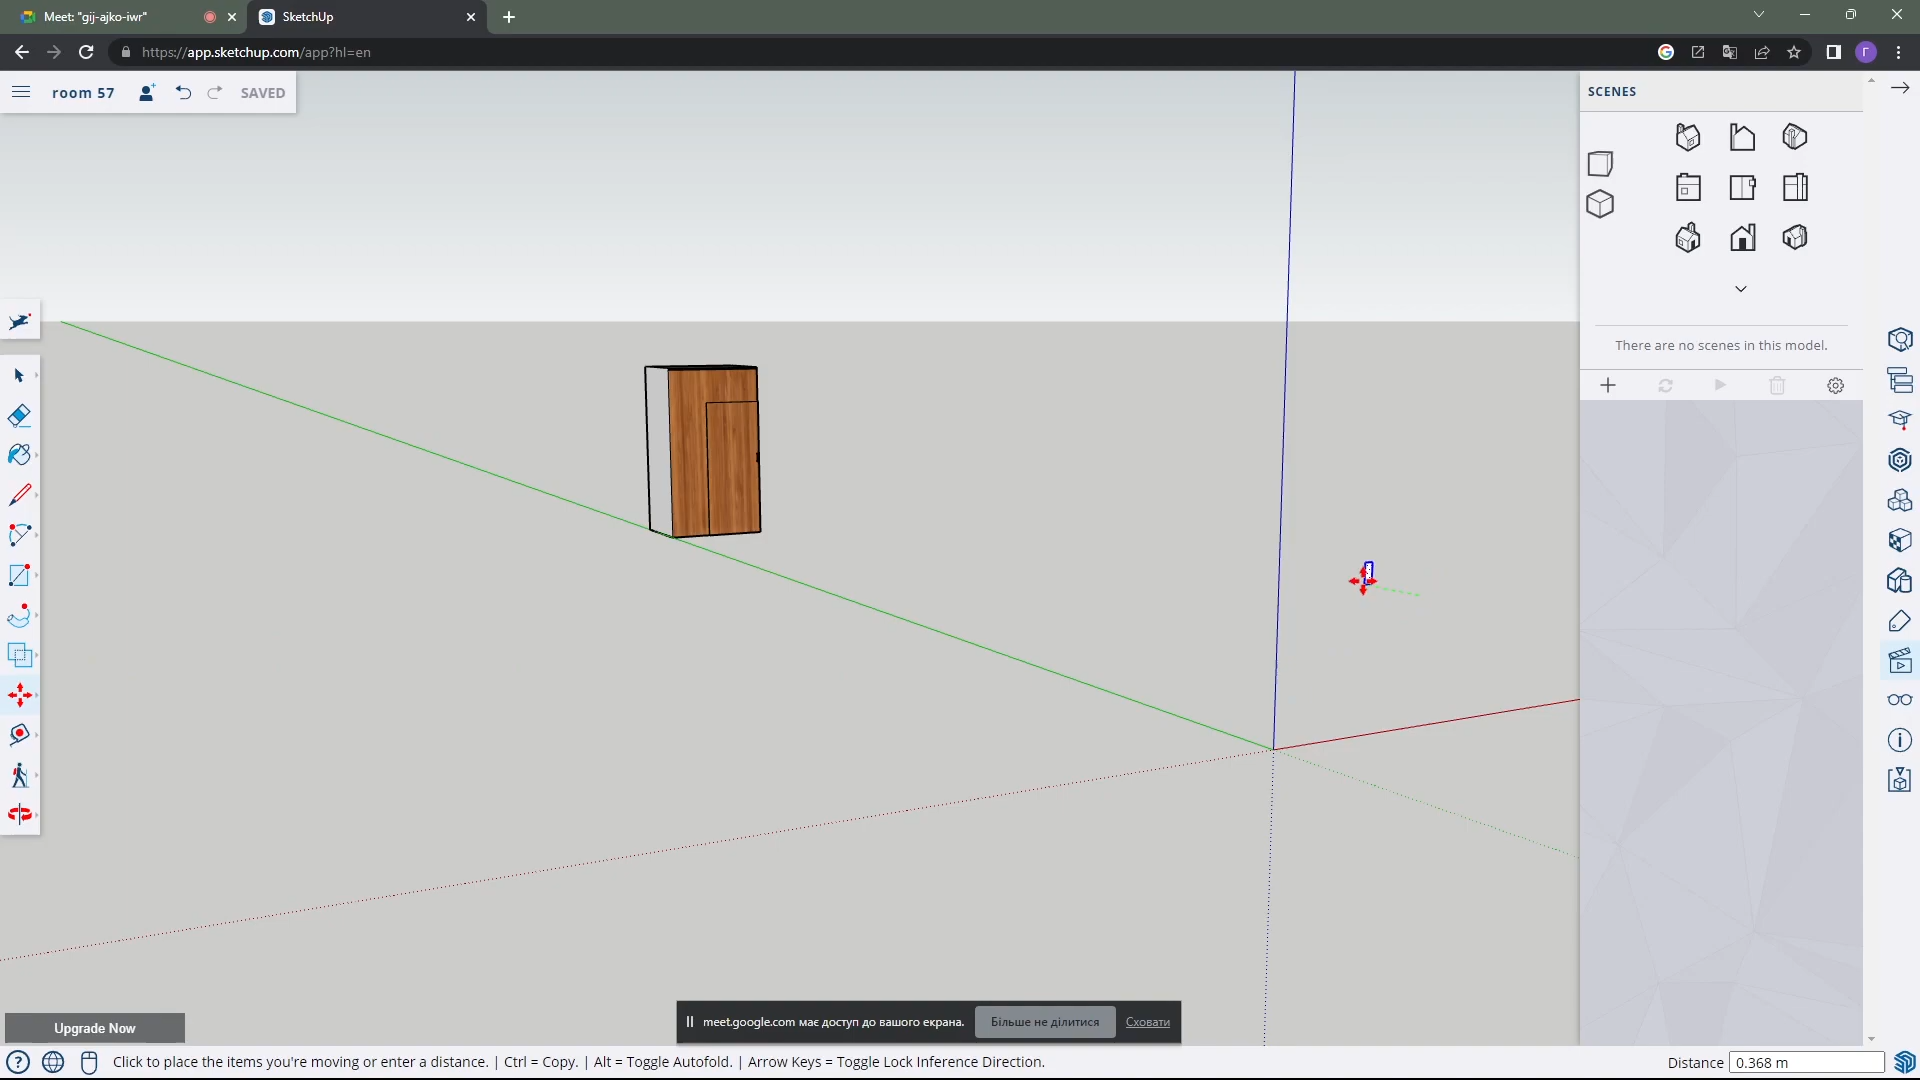 Meet: "gij-ajko-iwr"
SketchUp
https://app.sketchup.com/app?hl=en
Г
room 57
SAVED
SCENES
There are no scenes in this model.
Upgrade Now
meet.google.com має доступ до вашого екрана.
Більше не ділитися
Сховати
Click to place the items you're moving or enter a distance. | Ctrl = Copy. | Alt = Toggle Autofold. | Arrow Keys = Toggle Lock Inference Direction.
Distance 0.368 m